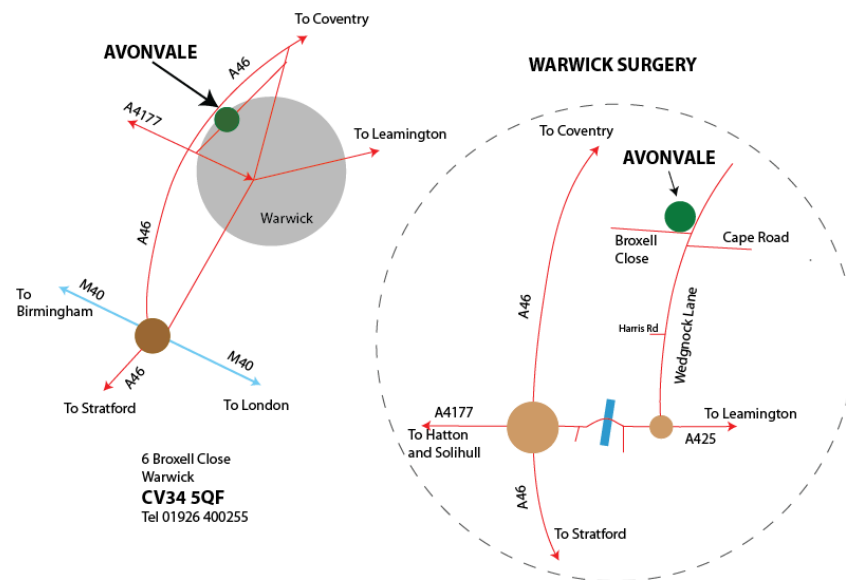 To Coventry
AVONVALE
A46
A4177
To Leamington
Warwick
A46
M40
To
Birmingham
M40
A46
To Stratford
To London
6 Broxell Close
Warwick
CV34 5QF
Tel 01926 400255
WARWICK SURGERY
To Coventry
AVONVALE
Broxell
Close
Cape Road
A46
Harris Rd
Wedgnock Lane
A4177
To Leamington
To Hatton
and Solihull
A425
A46
To Stratford